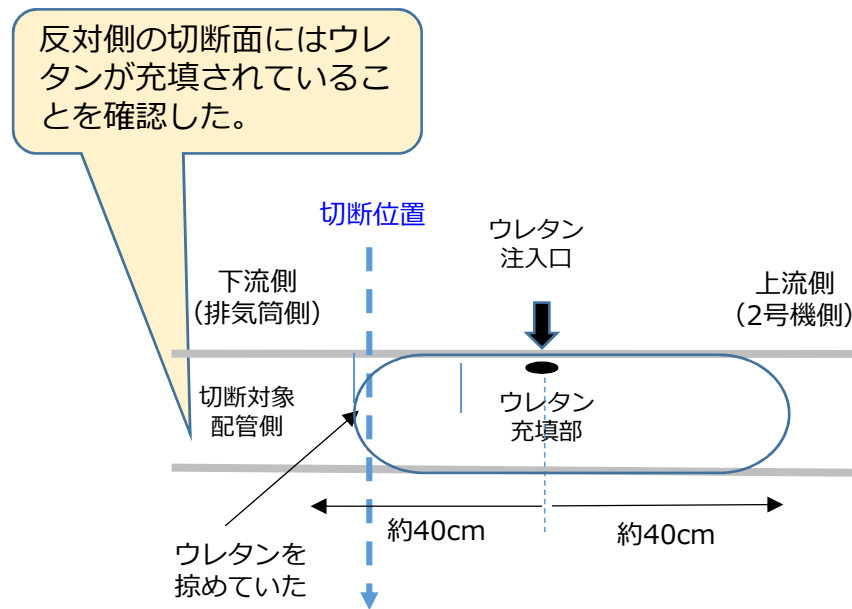 反対側の切断面にはウレ
タンが充填されているこ
とを確認した。
切断位置
ウレタン
注入口
下流側
（排気筒側）
上流側
（2号機側）
切断対象
配管側
ウレタン
充填部
約40cm
約40cm
ウレタンを
掠めていた